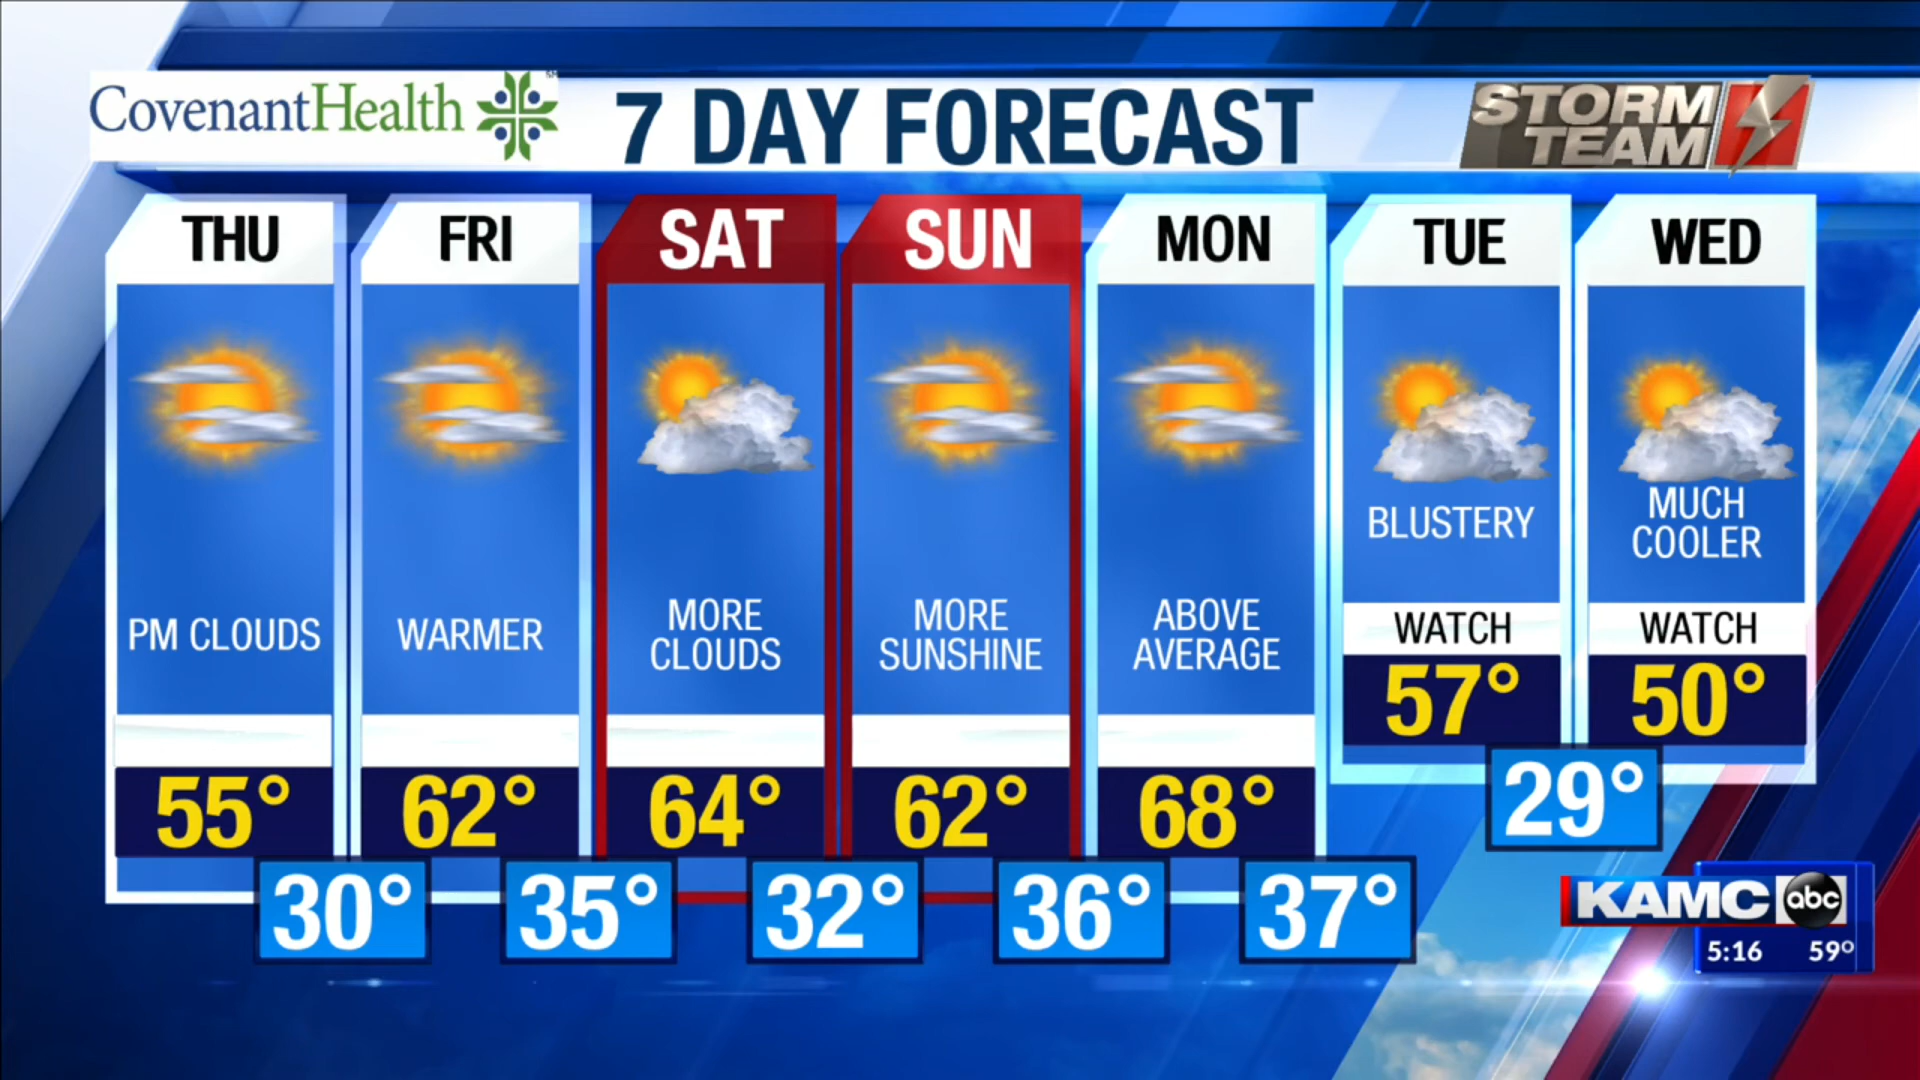 CovenantHealth SM
7 DAY FORECAST
STORM
TEAM
THU
FRI
SAT
SUN
MON
TUE
WED
PM CLOUDS
WARMER
MORE
CLOUDS
MORE
SUNSHINE
ABOVE
AVERAGE
BLUSTERY
MUCH
COOLER
WATCH
WATCH
55°
62°
64°
62°
68°
57°
50°
30°
35°
32°
36°
37°
29°
KAMC abc
5:16 59°